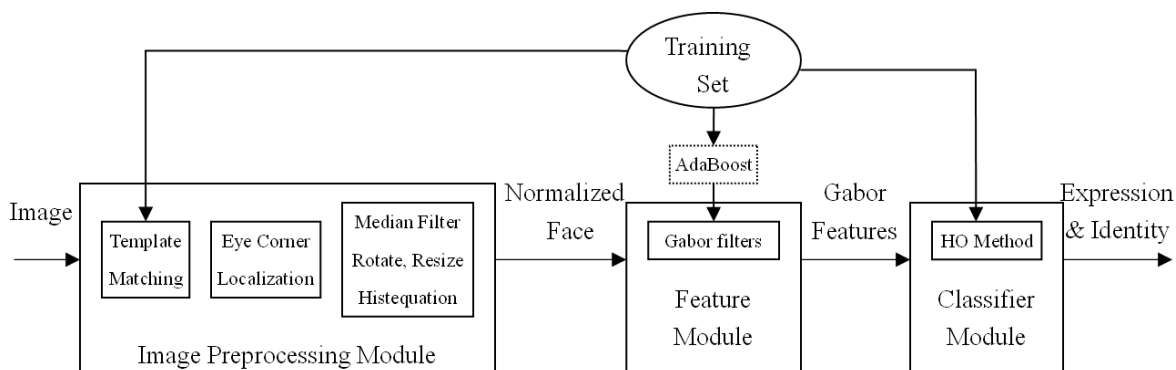 Training
Set
AdaBoost
Image
Template
Matching
Eye Corner
Localization
Median Filter
Rotate, Resize
Histequation
Image Preprocessing Module
Normalized
Face
Gabor filters
Feature
Module
Gabor
Features
HO Method
Classifier
Module
Expression
& Identity